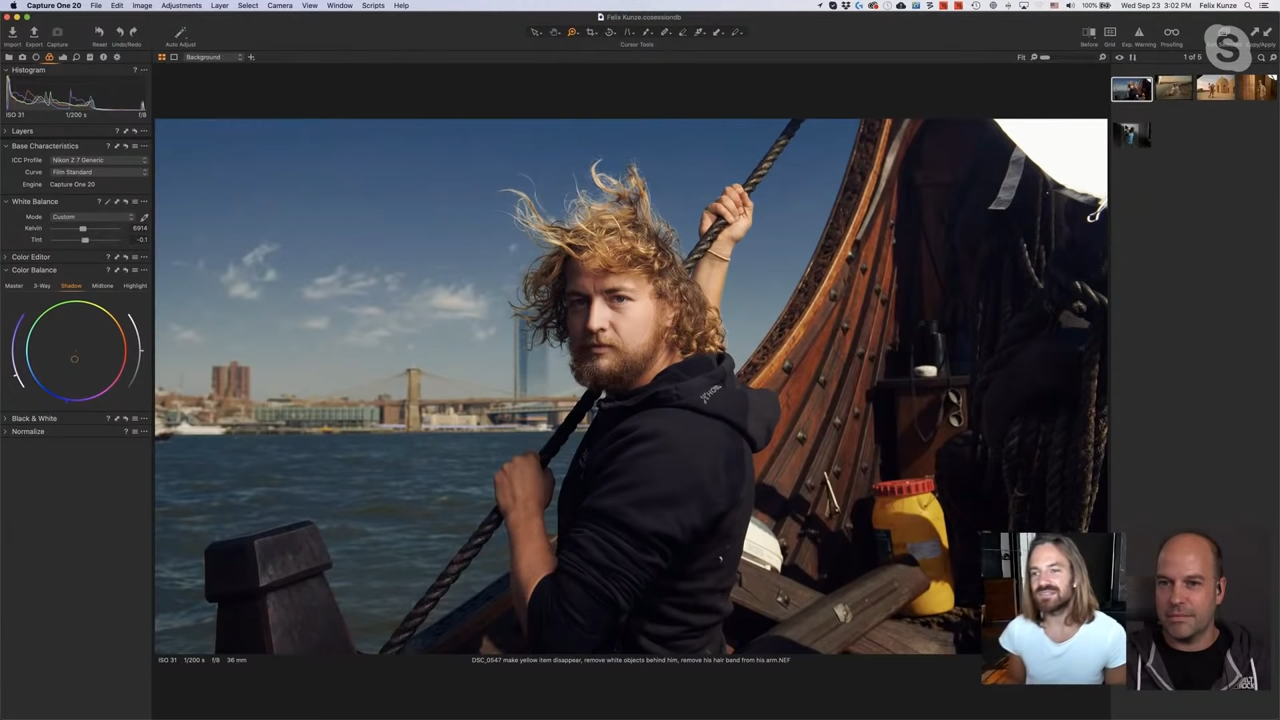 Capture One 20 File Edit View Image Adjustments Layer Select Camera View Window Scripts Help
100% Wed Sep 23 3:02 PM Felix Kunze
Felix Kunze.cosessiondb
Import Export Capture Reset Undo/Redo Auto Adjust Cursor Tools Before Grid Exp. Warning Proofing
Background Fit 1 of 5
Histogram
ISO 31 1/200 s f/8
Layers
Base Characteristics
ICC Profile Nikon Z 7 Generic
Curve Film Standard
Engine Capture One 20
White Balance
Mode Custom
Kelvin 6914
Tint -0.1
Color Editor
Color Balance
Master 3-Way Shadow Midtone Highlight
Black & White
Normalize
ISO 31 1/200 s f/8 36 mm DSC_0547 make yellow item disappear, remove white objects behind him, remove his hair band from his arm.NEF